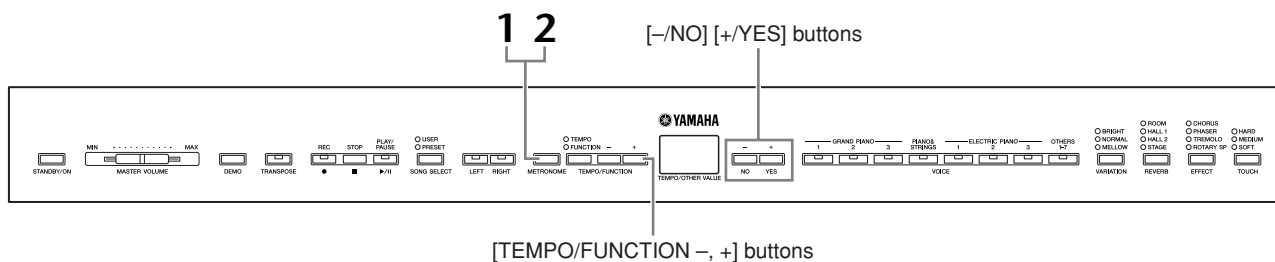 1 2
[–/NO] [+/YES] buttons
YAMAHA
MIN MAX
REC STOP PLAY/
PAUSE
USER
PRESET
TEMPO
FUNCTION – +
– +
GRAND PIANO
1 2 3
PIANO&
STRINGS
ELECTRIC PIANO
1 2 3
OTHERS
1–7
BRIGHT
NORMAL
MELLOW
ROOM
HALL 1
HALL 2
STAGE
CHORUS
PHASER
TREMOLO
ROTARY SP
HARD
MEDIUM
SOFT
STANDBY/ON
MASTER VOLUME
DEMO
TRANSPOSE
● ■ ▶/II
SONG SELECT
LEFT RIGHT
METRONOME
TEMPO/FUNCTION
TEMPO/OTHER VALUE
NO YES
VOICE
VARIATION
REVERB
EFFECT
TOUCH
[TEMPO/FUNCTION –, +] buttons